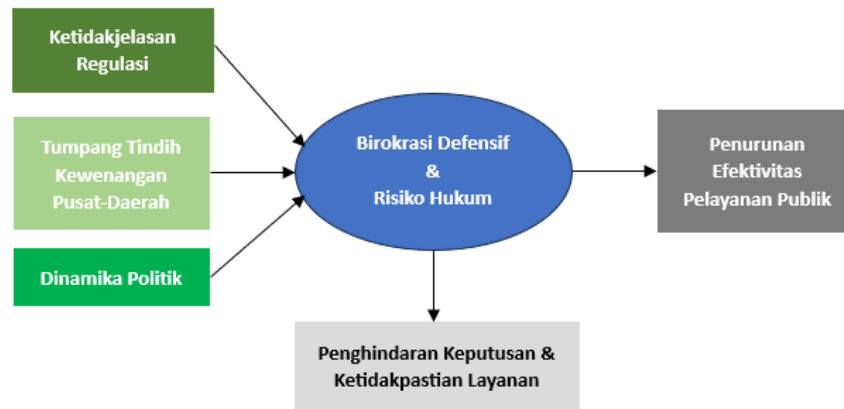 Ketidakjelasan
Regulasi
Tumpang Tindih
Kewenangan
Pusat-Daerah
Dinamika Politik
Birokrasi Defensif
&
Risiko Hukum
Penurunan
Efektivitas
Pelayanan Publik
Penghindaran Keputusan &
Ketidakpastian Layanan